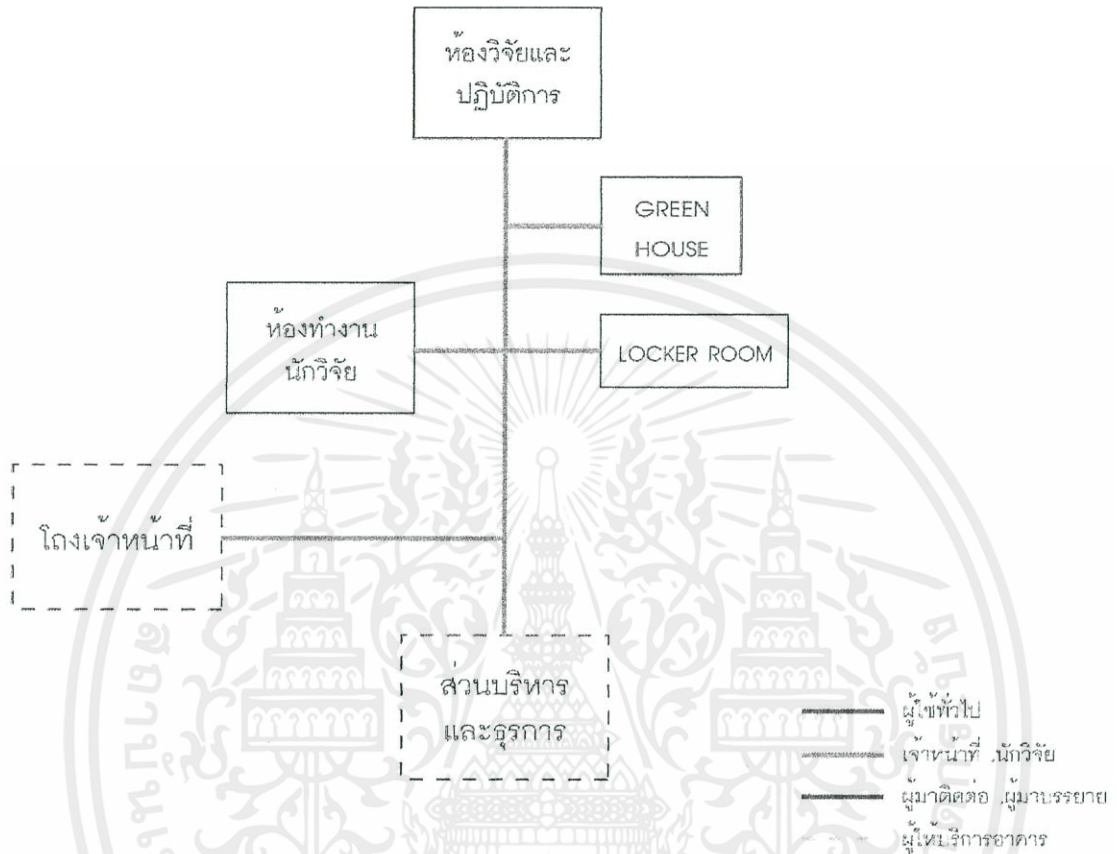 ห้องวิจัยและ
ปฏิบัติการ
GREEN
HOUSE
ห้องทำงาน
นักวิจัย
LOCKER ROOM
โถงเจ้าหน้าที่
ส่วนบริหาร
และธุรการ
ผู้ใช้ทั่วไป
เจ้าหน้าที่ ,นักวิจัย
ผู้มาติดต่อ ,ผู้มาบรรยาย
ผู้ให้บริการอาคาร